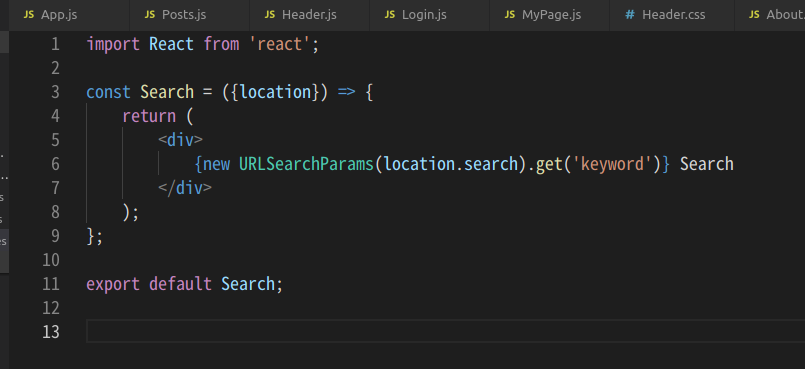 JS App.js JS Posts.js JS Header.js JS Login.js JS MyPage.js # Header.css JS About.
1 import React from 'react';
2
3 const Search = ({location}) => {
4 return (
5 <div>
6 {new URLSearchParams(location.search).get('keyword')} Search
7 </div>
8 );
9 };
10
11 export default Search;
12
13